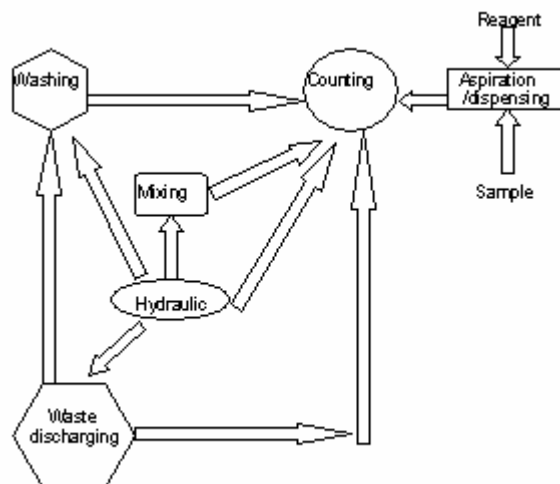 Reagent
Washing
Counting
Aspiration
/dispensing
Mixing
Sample
Hydraulic
Waste
discharging